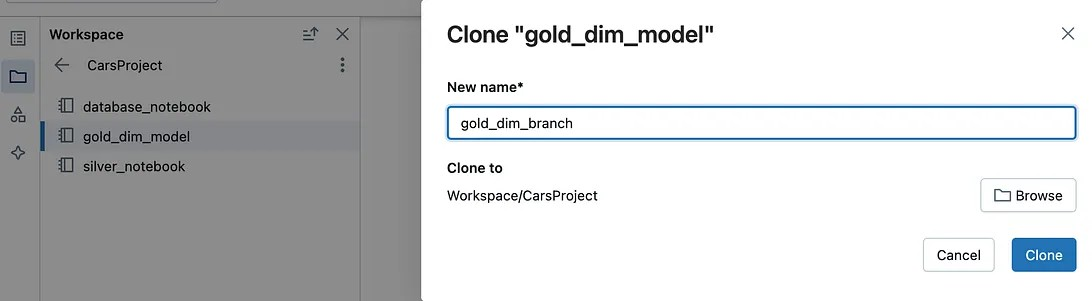 Workspace
CarsProject
database_notebook
gold_dim_model
silver_notebook
Clone "gold_dim_model"
New name*
gold_dim_branch
Clone to
Workspace/CarsProject
Browse
Cancel
Clone